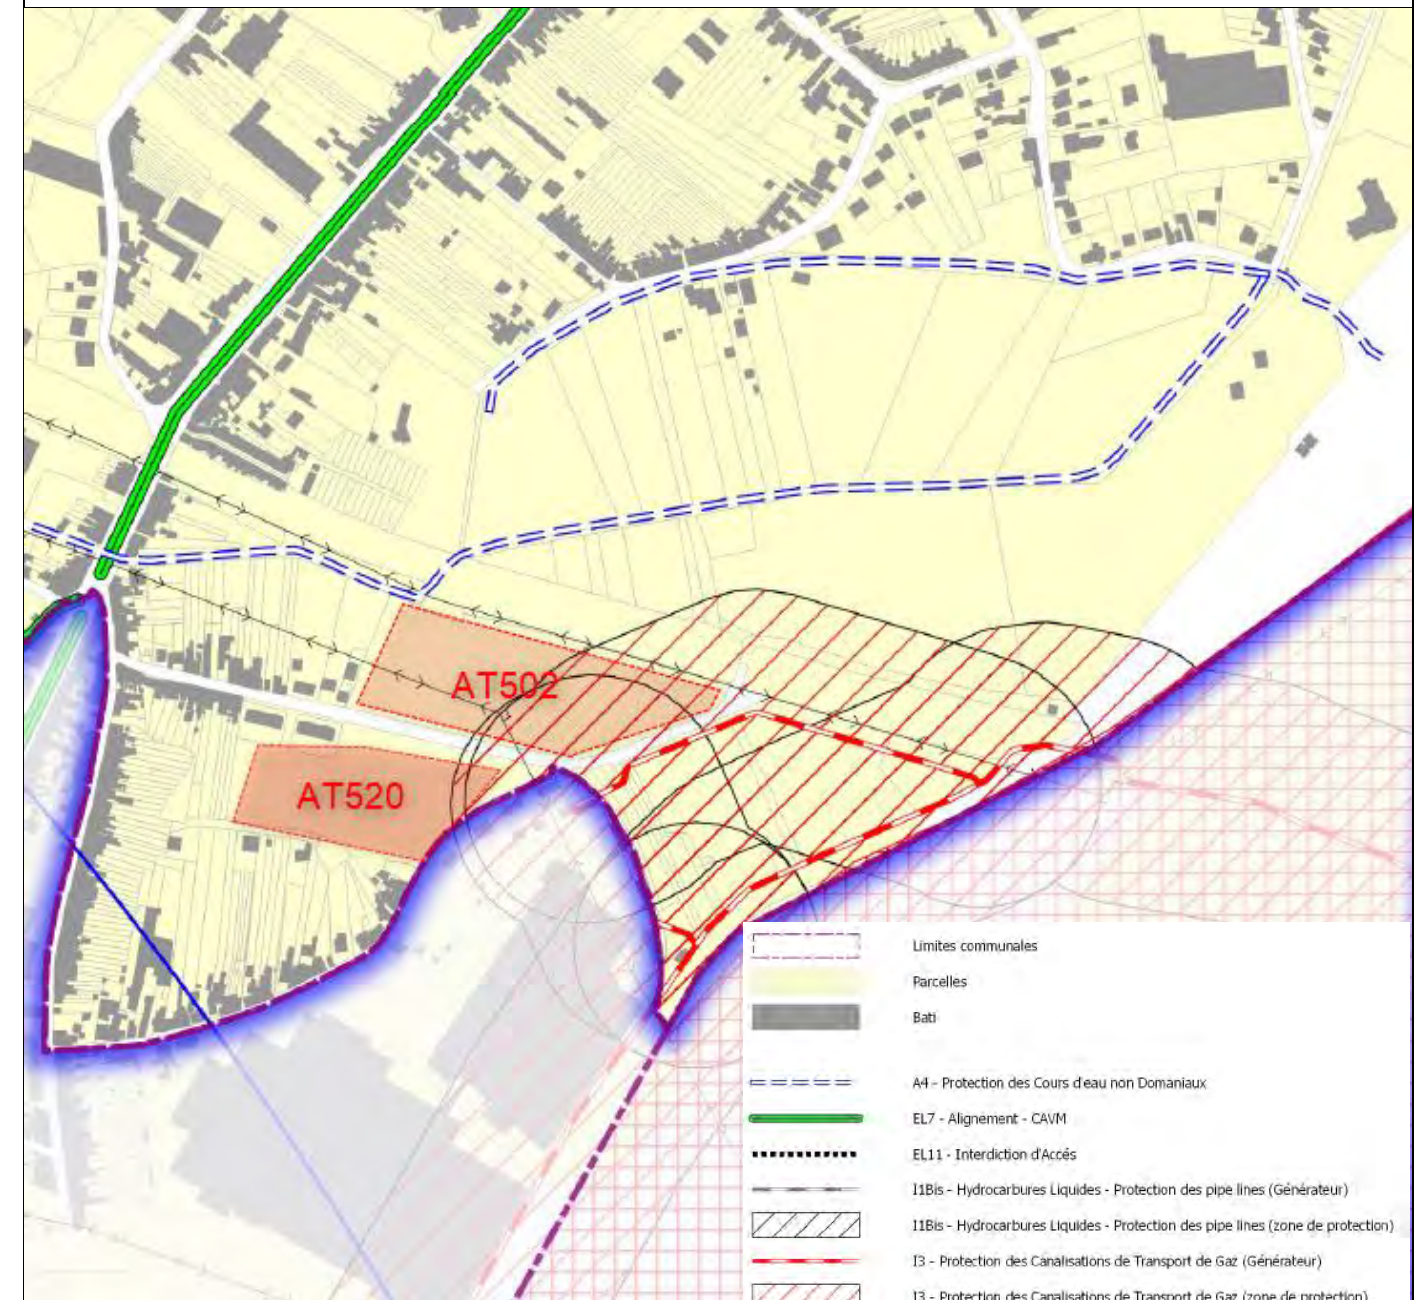 AT502
AT520
Limites communales
Parcelles
Bati
A4 - Protection des Cours d'eau non Domaniaux
EL7 - Alignement - CAVM
EL11 - Interdiction d'Accés
I1Bis - Hydrocarbures Liquides - Protection des pipe lines (Générateur)
I1Bis - Hydrocarbures Liquides - Protection des pipe lines (zone de protection)
I3 - Protection des Canalisations de Transport de Gaz (Générateur)
I3 - Protection des Canalisations de Transport de Gaz (zone de protection)